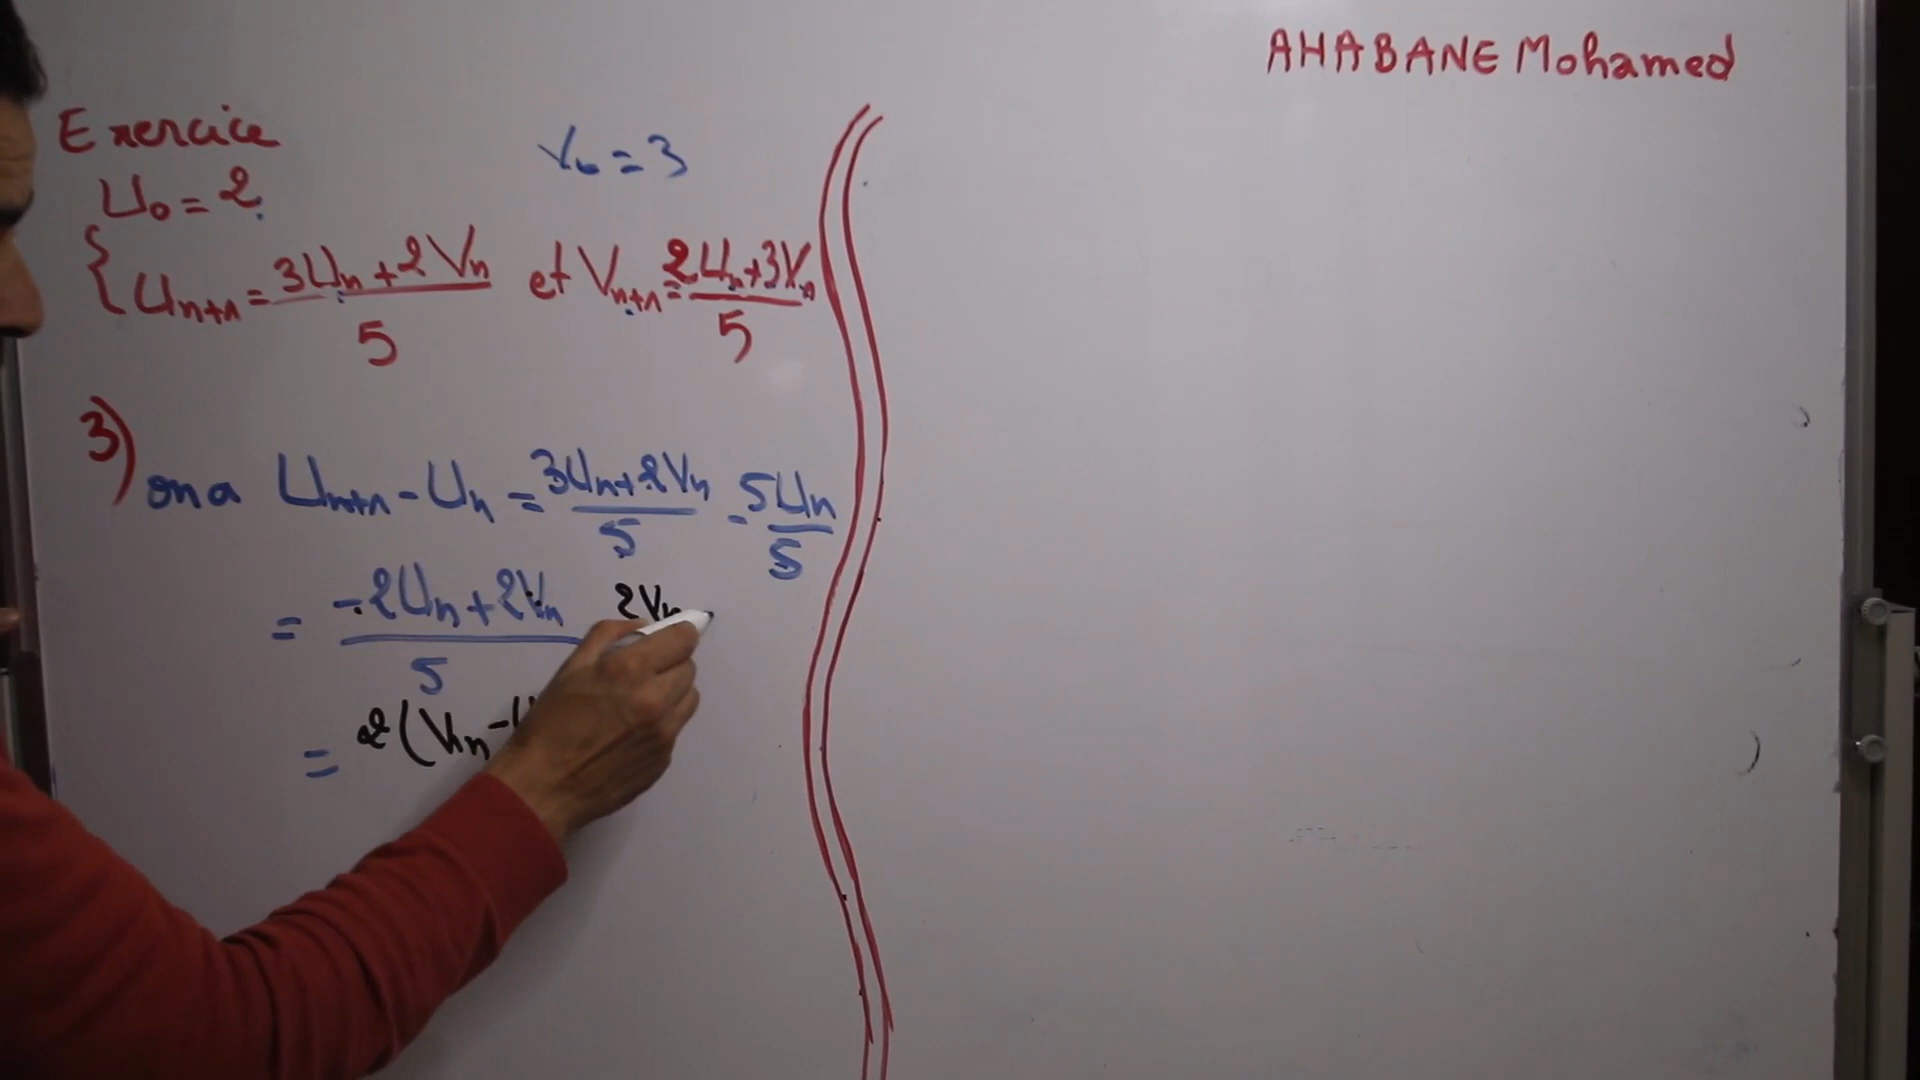 AHABANE Mohamed
Exercice
U₀ = 2
V₀ = 3
{ Uₙ₊₁ = (3Uₙ + 2Vₙ)/5 et Vₙ₊₁ = (2Uₙ + 3Vₙ)/5
3) on a Uₙ₊₁ - Uₙ = (3Uₙ + 2Vₙ)/5 - 5Uₙ/5
= (-2Uₙ + 2Vₙ)/5 2Vₙ
= 2(Vₙ -